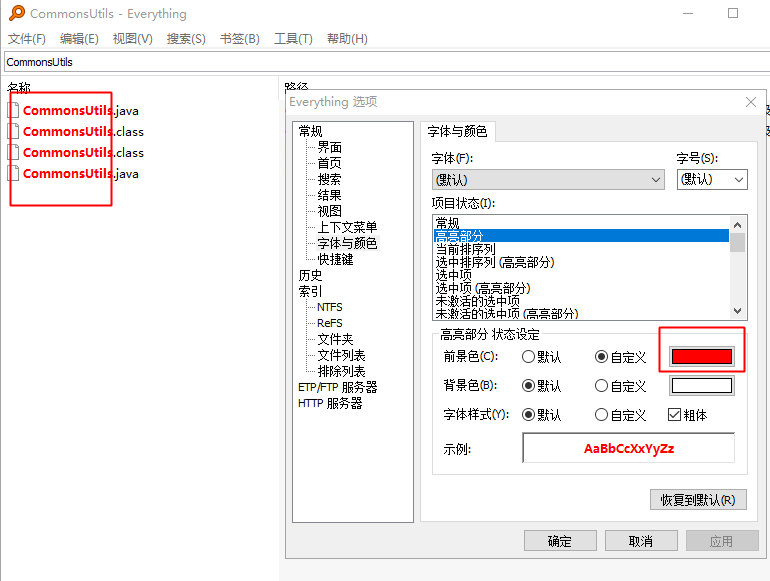 CommonsUtils - Everything
文件(F) 编辑(E) 视图(V) 搜索(S) 书签(B) 工具(T) 帮助(H)
CommonsUtils
名称 路径
CommonsUtils.java
CommonsUtils.class
CommonsUtils.class
CommonsUtils.java
Everything 选项
常规
界面
首页
搜索
结果
视图
上下文菜单
字体与颜色
快捷键
历史
索引
NTFS
ReFS
文件夹
文件列表
排除列表
ETP/FTP 服务器
HTTP 服务器
字体与颜色
字体(F): 字号(S):
(默认) (默认)
项目状态(I):
常规
高亮部分
当前排序列
选中排序列 (高亮部分)
选中项
选中项 (高亮部分)
未激活的选中项
未激活的选中项 (高亮部分)
高亮部分 状态设定
前景色(C): 默认 自定义
背景色(B): 默认 自定义
字体样式(Y): 默认 自定义 粗体
示例: AaBbCcXxYyZz
恢复到默认(R)
确定 取消 应用